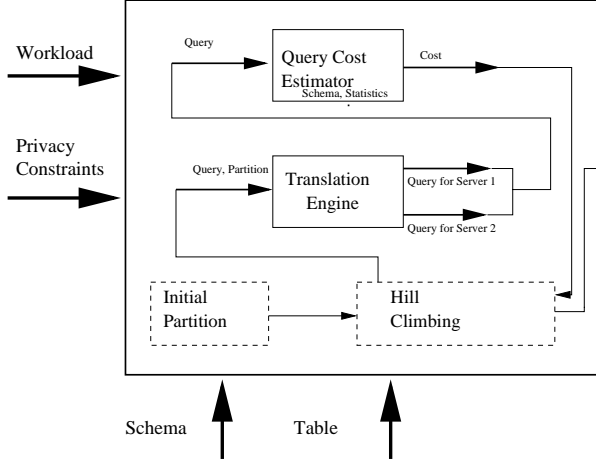 Workload
Query
Query Cost
Estimator
Schema, Statistics
Cost
Privacy
Constraints
Query, Partition
Translation
Engine
Query for Server 1
Query for Server 2
Initial
Partition
Hill
Climbing
Schema
Table